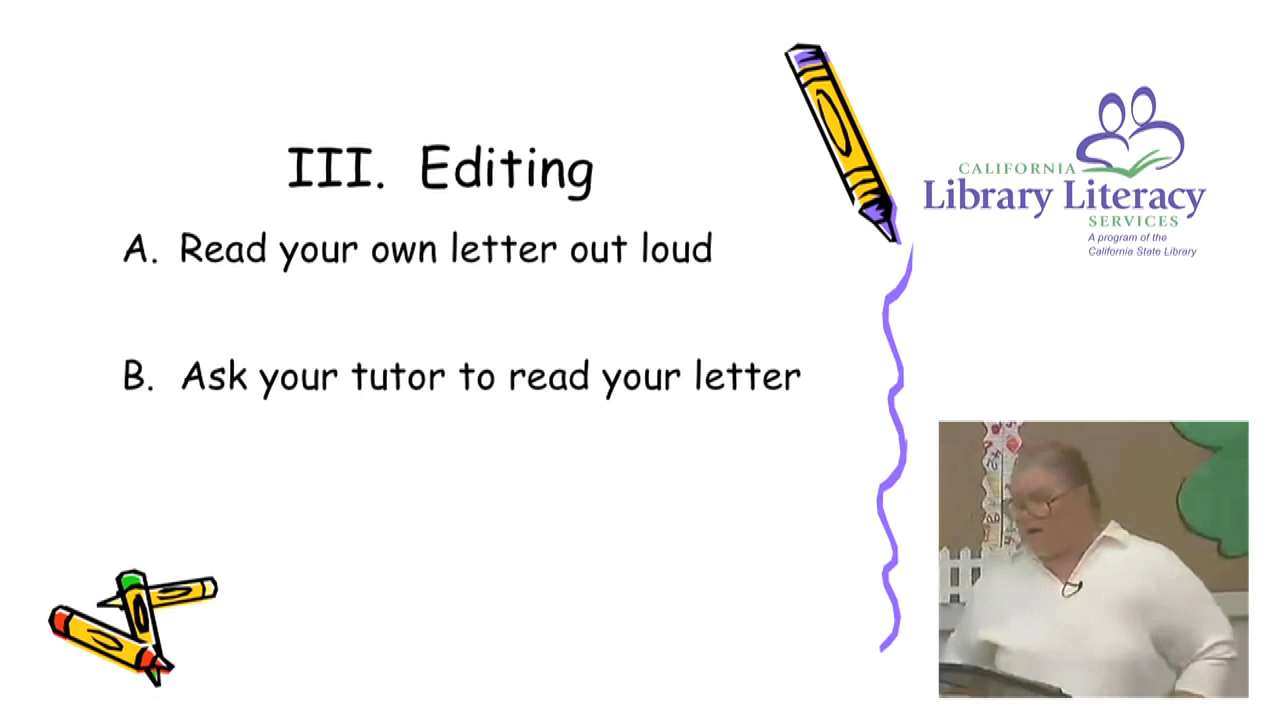 III. Editing
A. Read your own letter out loud
B. Ask your tutor to read your letter
CALIFORNIA
Library Literacy
SERVICES
A program of the
California State Library